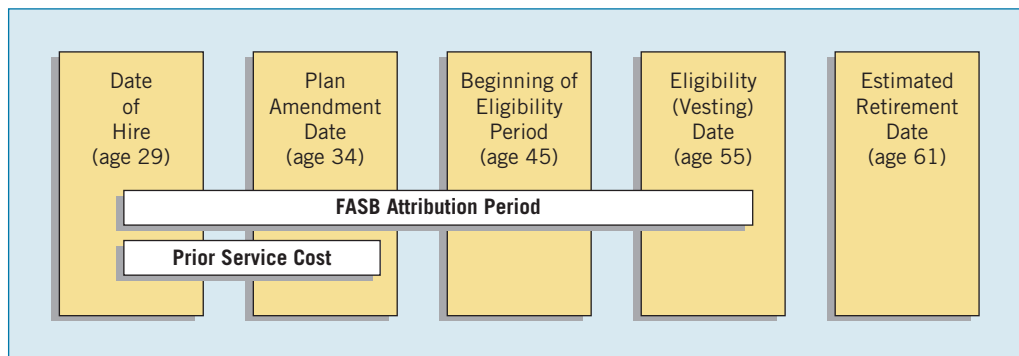 Date
of
Hire
(age 29)
Plan
Amendment
Date
(age 34)
Beginning of
Eligibility
Period
(age 45)
Eligibility
(Vesting)
Date
(age 55)
Estimated
Retirement
Date
(age 61)
FASB Attribution Period
Prior Service Cost